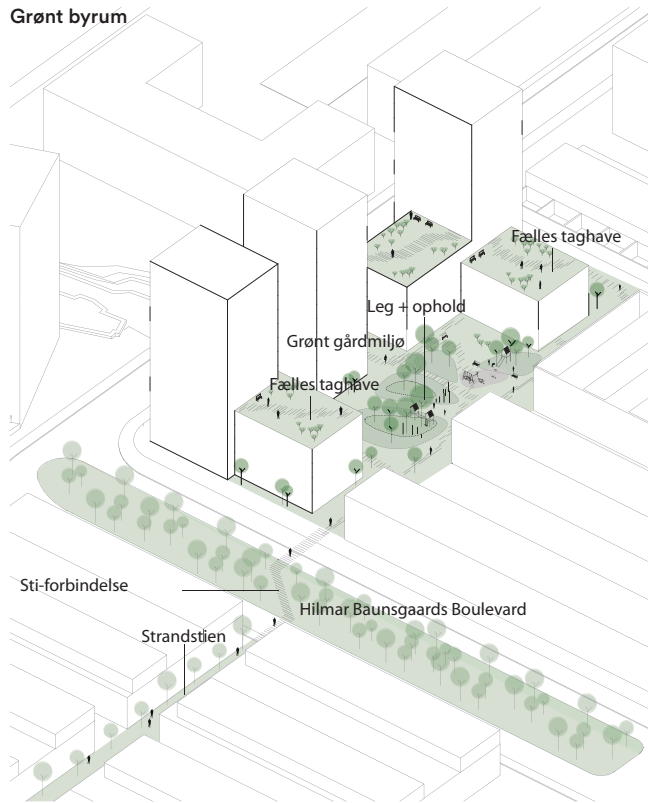 Grønt byrum
Fælles taghave
Leg + ophold
Grønt gårdmiljø
Fælles taghave
Sti-forbindelse
Hilmar Baunsgaards Boulevard
Strandstien